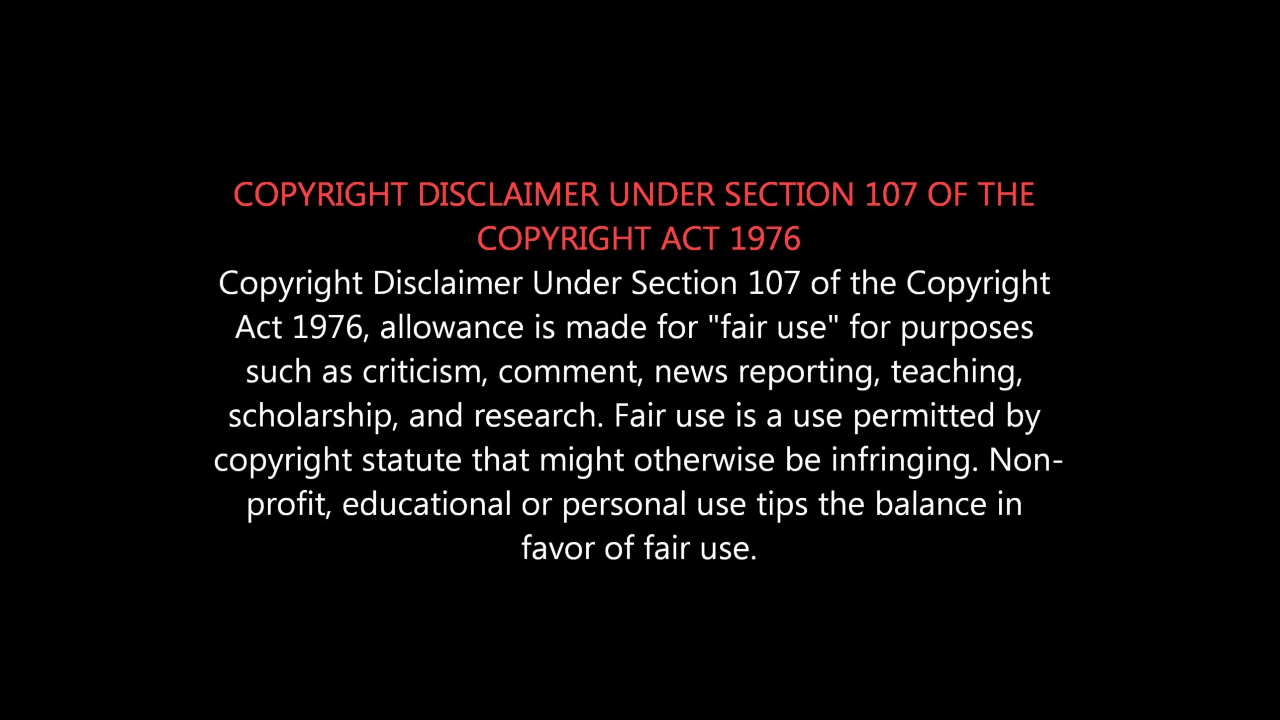 COPYRIGHT DISCLAIMER UNDER SECTION 107 OF THE
COPYRIGHT ACT 1976
Copyright Disclaimer Under Section 107 of the Copyright
Act 1976, allowance is made for "fair use" for purposes
such as criticism, comment, news reporting, teaching,
scholarship, and research. Fair use is a use permitted by
copyright statute that might otherwise be infringing. Non-
profit, educational or personal use tips the balance in
favor of fair use.